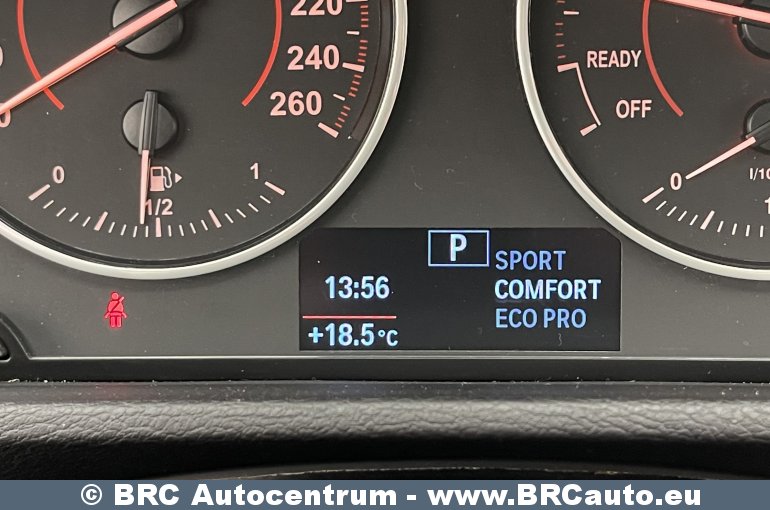 220
240
260
0
1/2
1
READY
OFF
0
l/10
P
SPORT
COMFORT
ECO PRO
13:56
+18.5°C
© BRC Autocentrum - www.BRCauto.eu